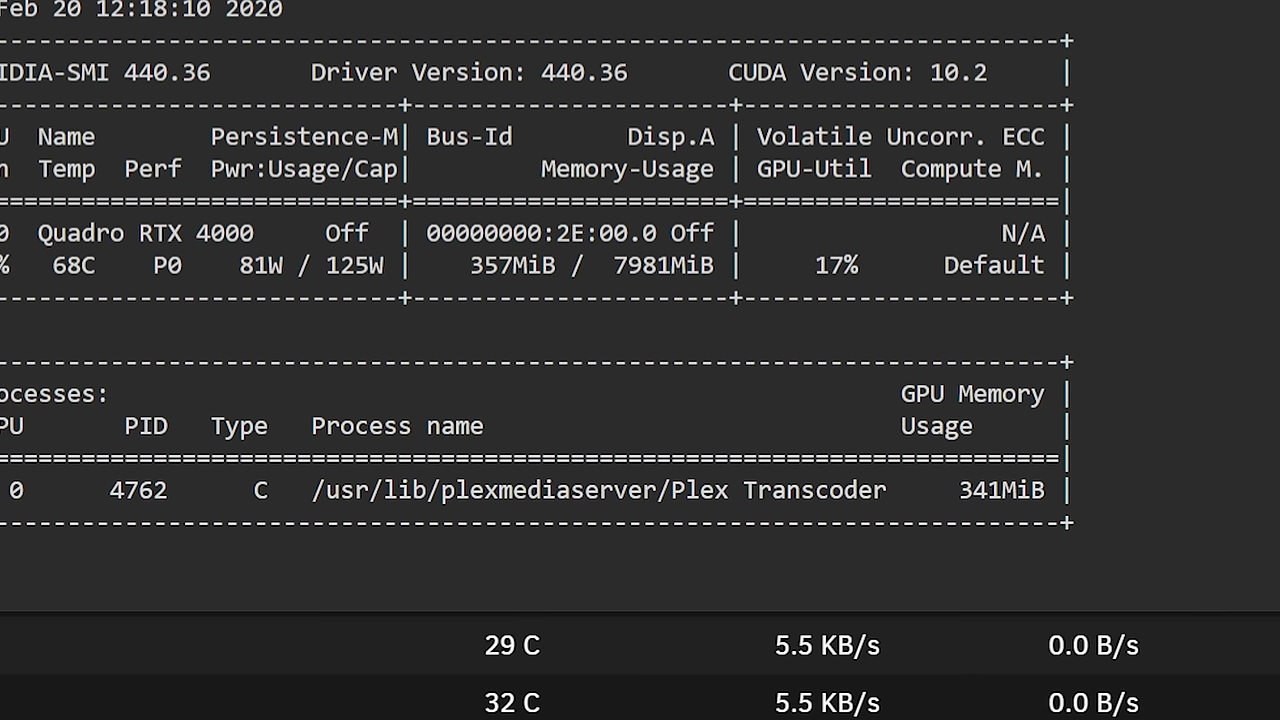 Feb 20 12:18:10 2020
-----------------------------------------------------------------------------+
IDIA-SMI 440.36       Driver Version: 440.36       CUDA Version: 10.2     |
----------------------------+----------------------+----------------------+
U  Name        Persistence-M| Bus-Id        Disp.A | Volatile Uncorr. ECC |
n  Temp  Perf  Pwr:Usage/Cap|         Memory-Usage | GPU-Util  Compute M. |
============================+======================+======================|
0  Quadro RTX 4000     Off  | 00000000:2E:00.0 Off |                  N/A |
%   68C    P0    81W / 125W |    357MiB /  7981MiB |     17%      Default |
----------------------------+----------------------+----------------------+
--------------------------------------------------------------------------+
ocesses:                                                       GPU Memory |
PU       PID   Type   Process name                             Usage      |
==========================================================================|
0      4762      C   /usr/lib/plexmediaserver/Plex Transcoder     341MiB |
--------------------------------------------------------------------------+
29 C 5.5 KB/s 0.0 B/s
32 C 5.5 KB/s 0.0 B/s